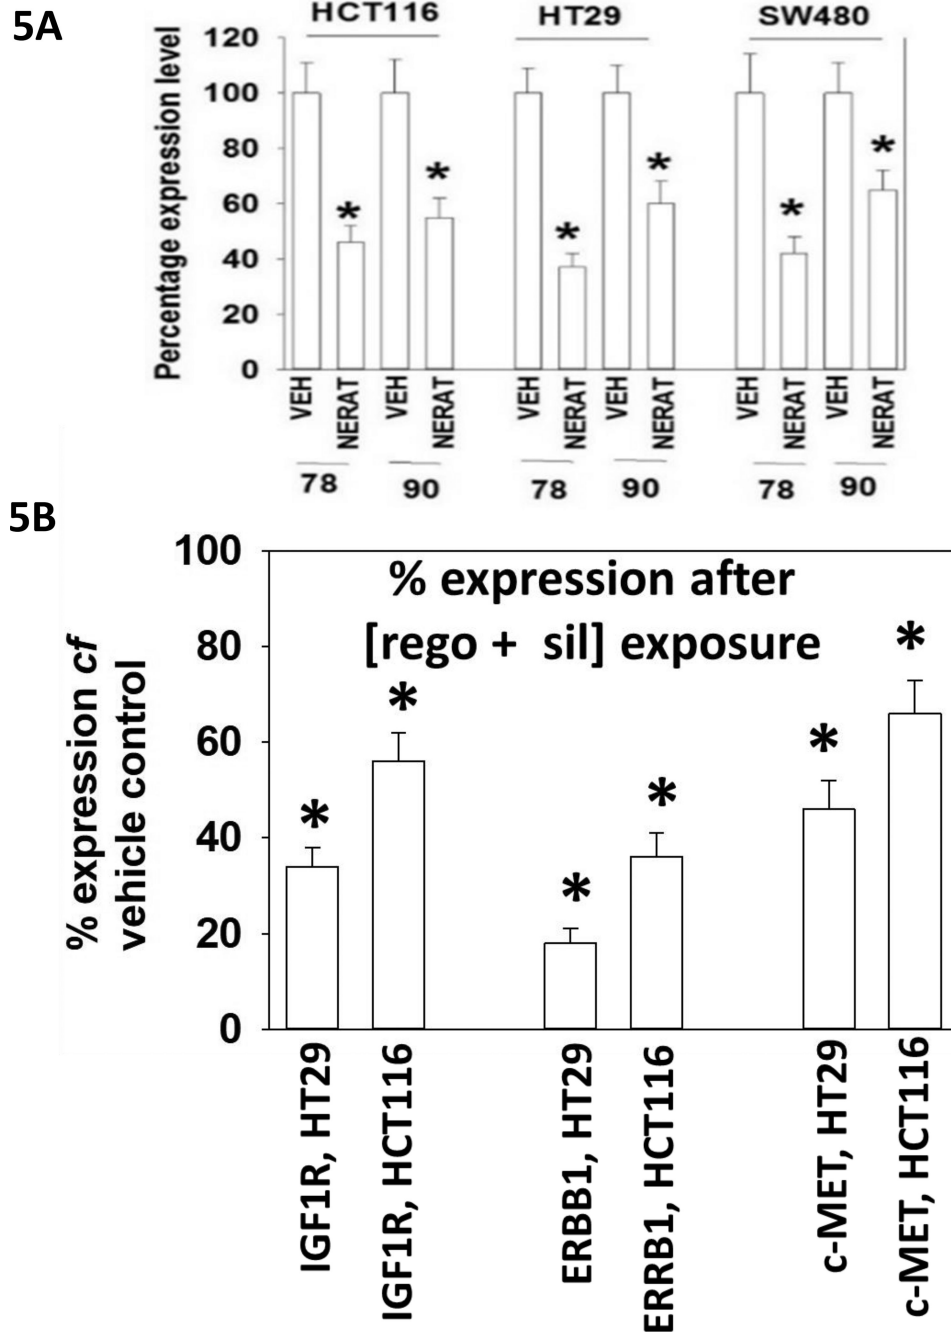 5A
HCT116 HT29 SW480
Percentage expression level
120
100
80
60
40
20
0
* * * * * *
VEH NERAT VEH NERAT VEH NERAT VEH NERAT VEH NERAT VEH NERAT
78 90 78 90 78 90
5B
% expression after
[rego + sil] exposure
% expression cf
vehicle control
100
80
60
40
20
0
* * * * * *
IGF1R, HT29
IGF1R, HCT116
ERBB1, HT29
ERRB1, HCT116
c-MET, HT29
c-MET, HCT116